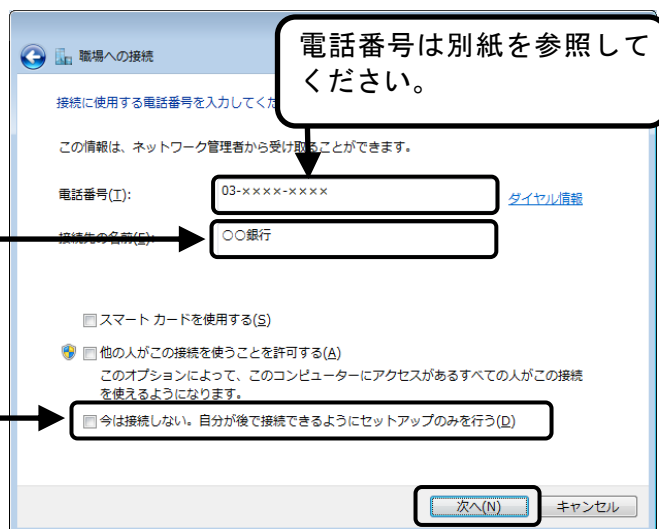 電話番号は別紙を参照して
ください。
職場への接続
接続に使用する電話番号を入力してくだ
この情報は、ネットワーク管理者から受け取ることができます。
電話番号(T):
03-××××-××××
ダイヤル情報
接続先の名前(E):
○○銀行
スマート カードを使用する(S)
他の人がこの接続を使うことを許可する(A)
このオプションによって、このコンピューターにアクセスがあるすべての人がこの接続
を使えるようになります。
今は接続しない。自分が後で接続できるようにセットアップのみを行う(D)
次へ(N)
キャンセル